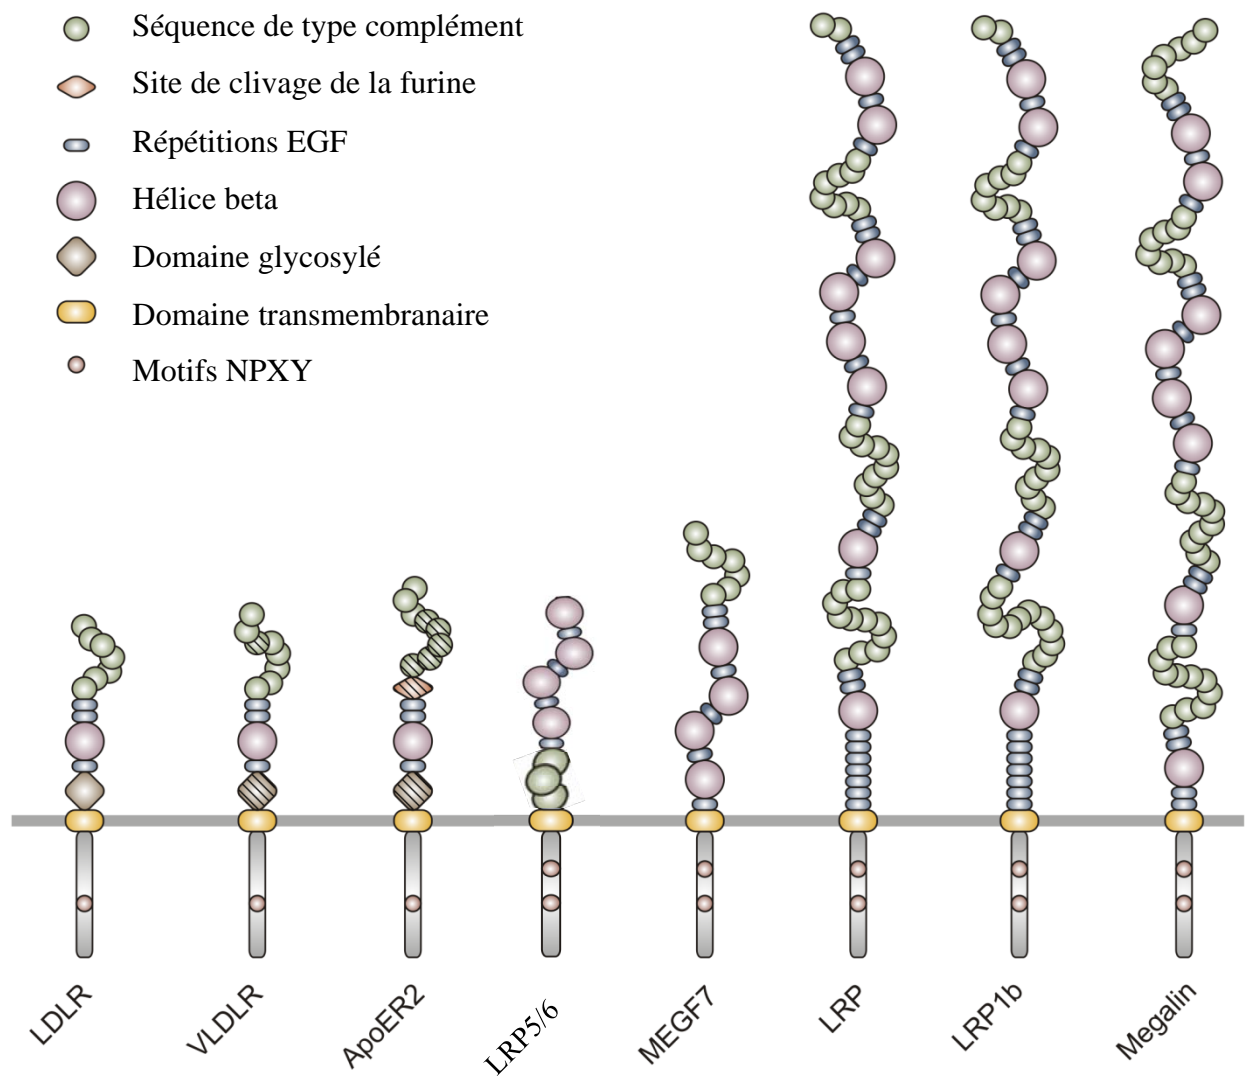 Séquence de type complément
Site de clivage de la furine
Répétitions EGF
Hélice beta
Domaine glycosylé
Domaine transmembranaire
Motifs NPXY
LDLR
VLDLR
ApoER2
LRP5/6
MEGF7
LRP
LRP1b
Megalin